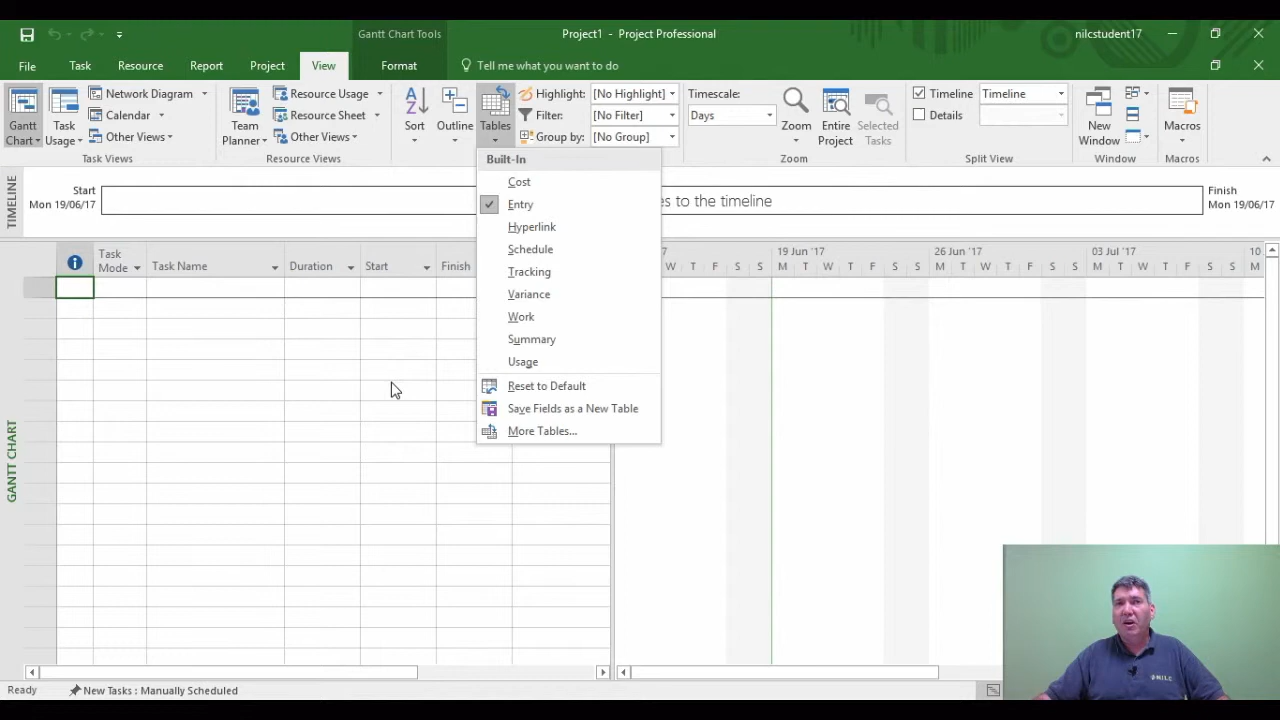 Gantt Chart Tools
Project1 - Project Professional
nilcstudent17
File
Task
Resource
Report
Project
View
Format
Tell me what you want to do
Gantt Chart
Task Usage
Network Diagram
Calendar
Other Views
Task Views
Team Planner
Resource Usage
Resource Sheet
Other Views
Resource Views
A
Z
Sort
Outline
Tables
Highlight: [No Highlight]
Filter: [No Filter]
Group by: [No Group]
Timescale:
Days
Zoom
Entire Project
Selected Tasks
Zoom
Timeline Timeline
Details
Split View
New Window
Window
Macros
Macros
Built-In
Cost
Entry
Hyperlink
Schedule
Tracking
Variance
Work
Summary
Usage
Reset to Default
Save Fields as a New Table
More Tables...
TIMELINE
Start
Mon 19/06/17
es to the timeline
Finish
Mon 19/06/17
Task Mode
Task Name
Duration
Start
Finish
7 19 Jun '17 26 Jun '17 03 Jul '17 10
W T F S S M T W T F S S M T W T F S S M T W T F S S M
GANTT CHART
Ready
New Tasks : Manually Scheduled
NILC